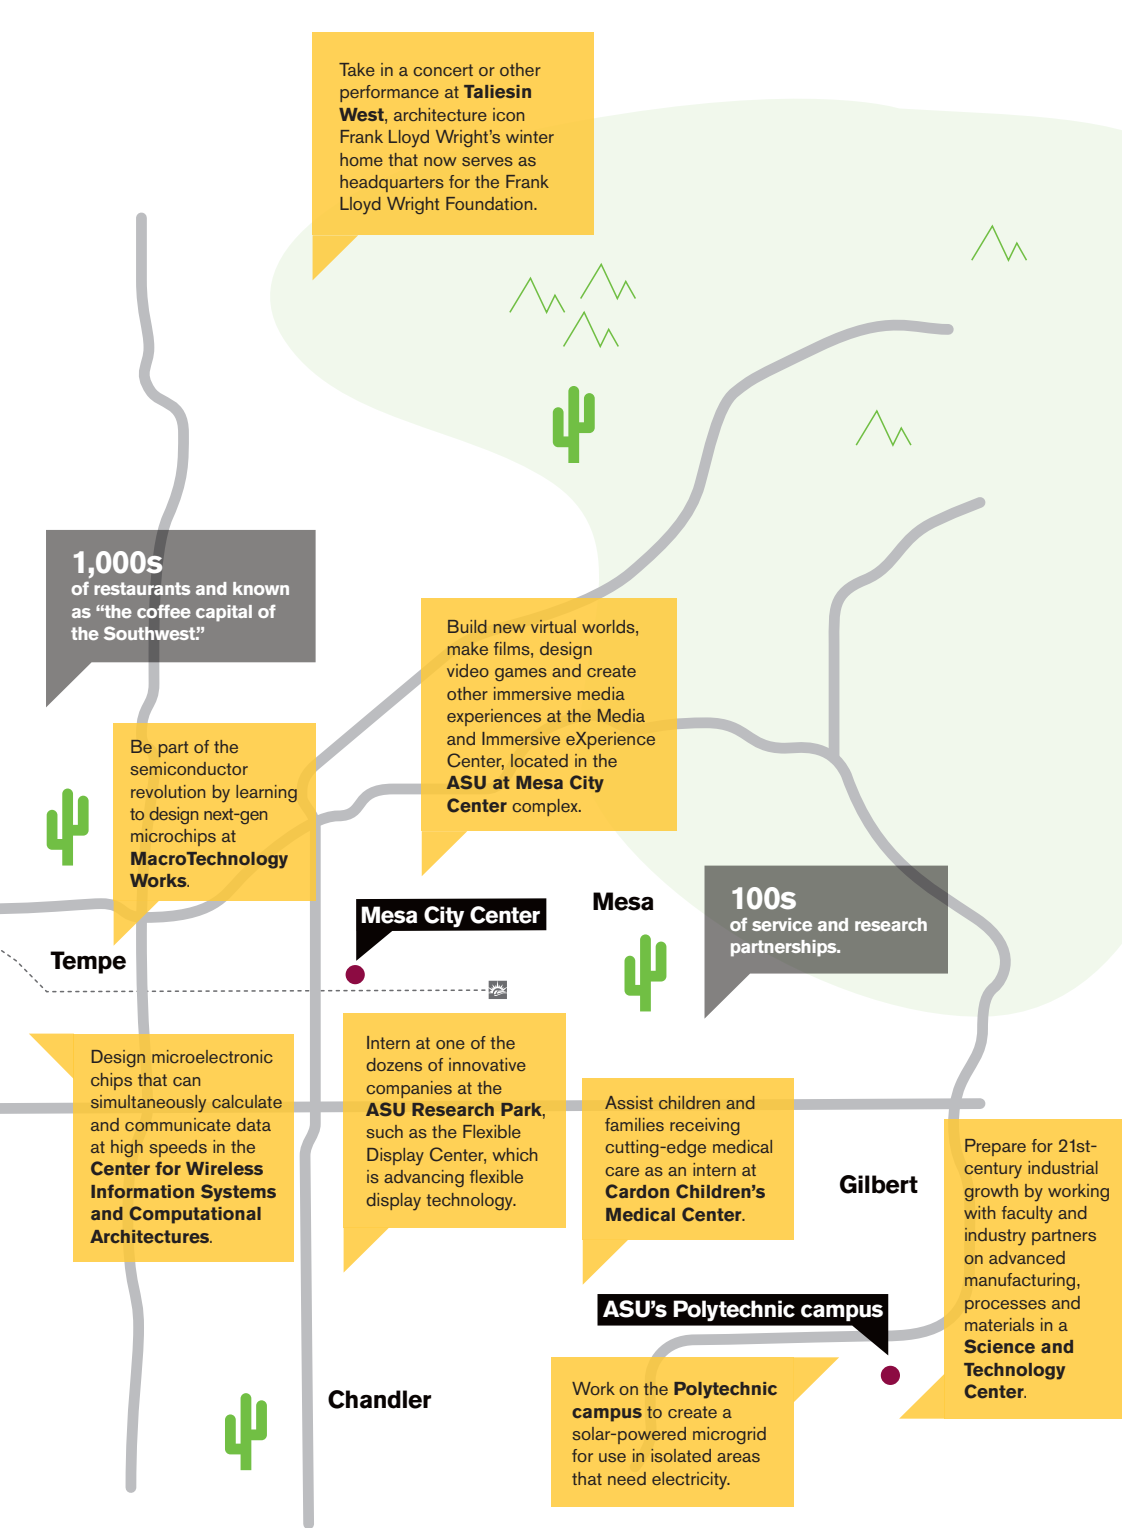 Take in a concert or other
performance at Taliesin
West, architecture icon
Frank Lloyd Wright’s winter
home that now serves as
headquarters for the Frank
Lloyd Wright Foundation.
1,000s
of restaurants and known
as “the coffee capital of
the Southwest.”
Build new virtual worlds,
make films, design
video games and create
other immersive media
experiences at the Media
and Immersive eXperience
Center, located in the
ASU at Mesa City
Center complex.
Be part of the
semiconductor
revolution by learning
to design next-gen
microchips at
MacroTechnology
Works.
Mesa City Center
Mesa
100s
of service and research
partnerships.
Tempe
Design microelectronic
chips that can
simultaneously calculate
and communicate data
at high speeds in the
Center for Wireless
Information Systems
and Computational
Architectures.
Intern at one of the
dozens of innovative
companies at the
ASU Research Park,
such as the Flexible
Display Center, which
is advancing flexible
display technology.
Assist children and
families receiving
cutting-edge medical
care as an intern at
Cardon Children’s
Medical Center.
Gilbert
Prepare for 21st-
century industrial
growth by working
with faculty and
industry partners
on advanced
manufacturing,
processes and
materials in a
Science and
Technology
Center.
ASU’s Polytechnic campus
Chandler
Work on the Polytechnic
campus to create a
solar-powered microgrid
for use in isolated areas
that need electricity.